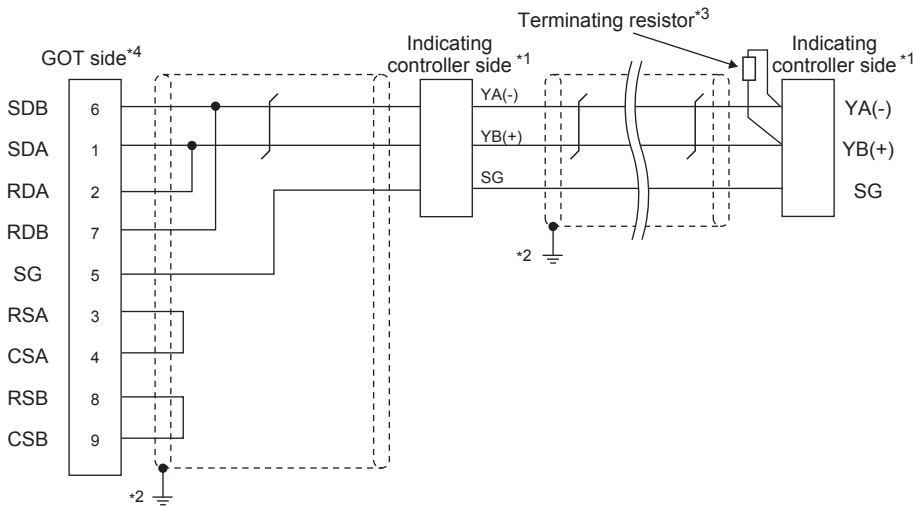 Terminating resistor*3
GOT side*4
Indicating
controller side *1
Indicating
controller side *1
SDB 6 YA(-) YA(-)
SDA 1 YB(+) YB(+)
RDA 2 SG SG
RDB 7
SG 5
RSA 3
CSA 4
RSB 8
CSB 9
*2
*2